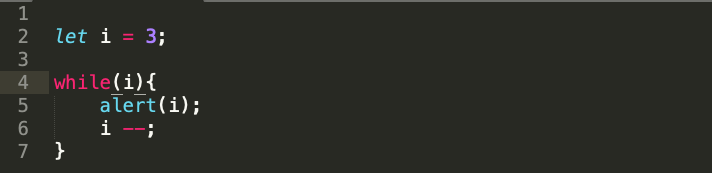 1
2 let i = 3;
3
4 while(i){
5     alert(i);
6     i --;
7 }